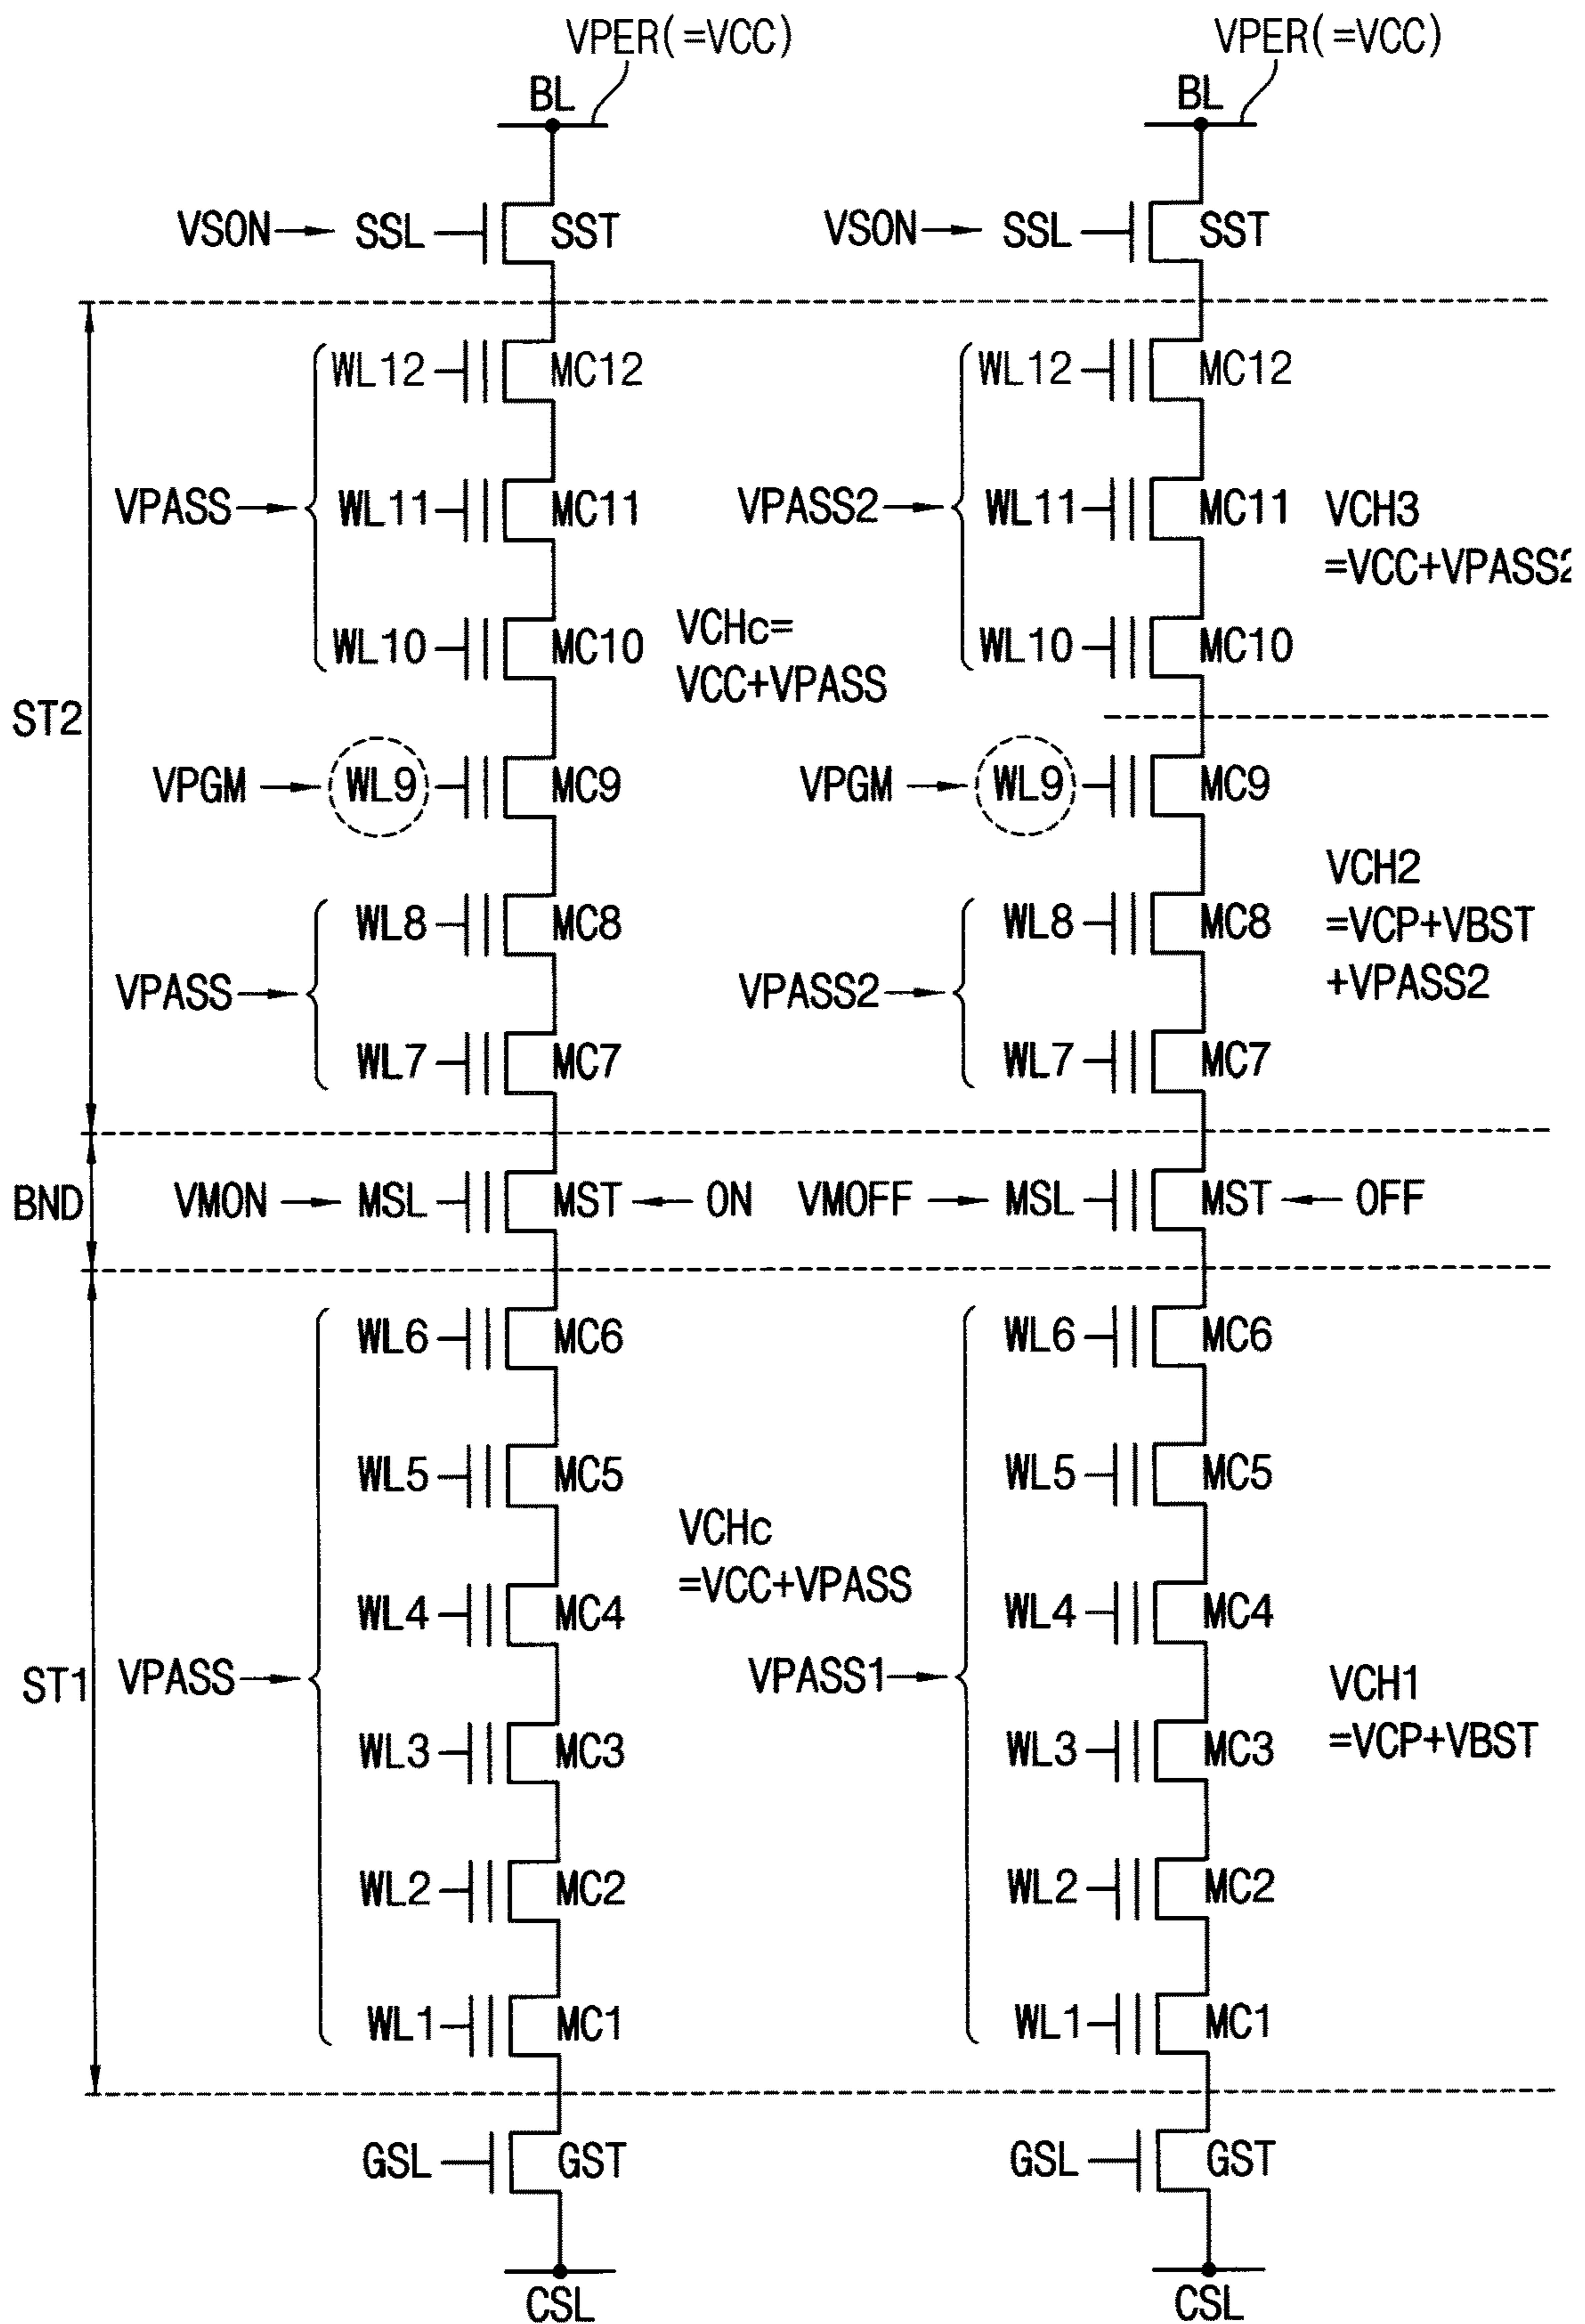 VPER(=VCC) VPER(=VCC)
BL BL
VSON SSL SST VSON SSL SST
WL12 MC12 WL12 MC12
VPASS WL11 MC11 VPASS2 WL11 MC11 VCH3
=VCC+VPASS2
WL10 MC10 VCHc= WL10 MC10
VCC+VPASS
ST2
VPGM WL9 MC9 VPGM WL9 MC9
VCH2
WL8 MC8 WL8 MC8 =VCP+VBST
VPASS VPASS2 +VPASS2
WL7 MC7 WL7 MC7
BND VMON MSL MST ON VMOFF MSL MST OFF
WL6 MC6 WL6 MC6
WL5 MC5 WL5 MC5
VCHc
=VCC+VPASS
WL4 MC4 WL4 MC4
ST1 VPASS VPASS1 VCH1
WL3 MC3 WL3 MC3 =VCP+VBST
WL2 MC2 WL2 MC2
WL1 MC1 WL1 MC1
GSL GST GSL GST
CSL CSL